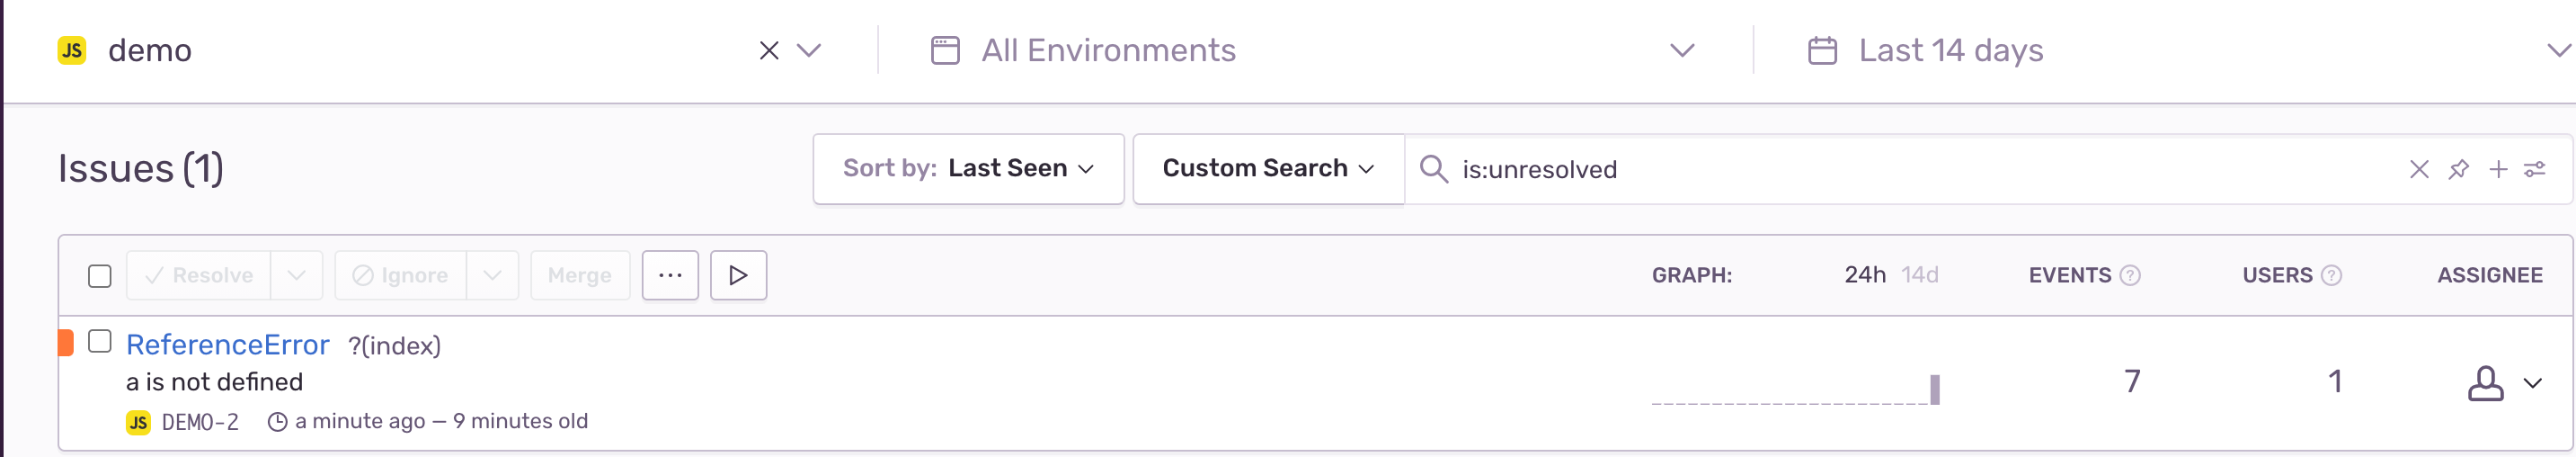 JS demo All Environments Last 14 days
Issues (1) Sort by: Last Seen Custom Search is:unresolved
Resolve Ignore Merge ... GRAPH: 24h 14d EVENTS ? USERS ? ASSIGNEE
ReferenceError ?(index)
a is not defined 7 1
JS DEMO-2 a minute ago — 9 minutes old